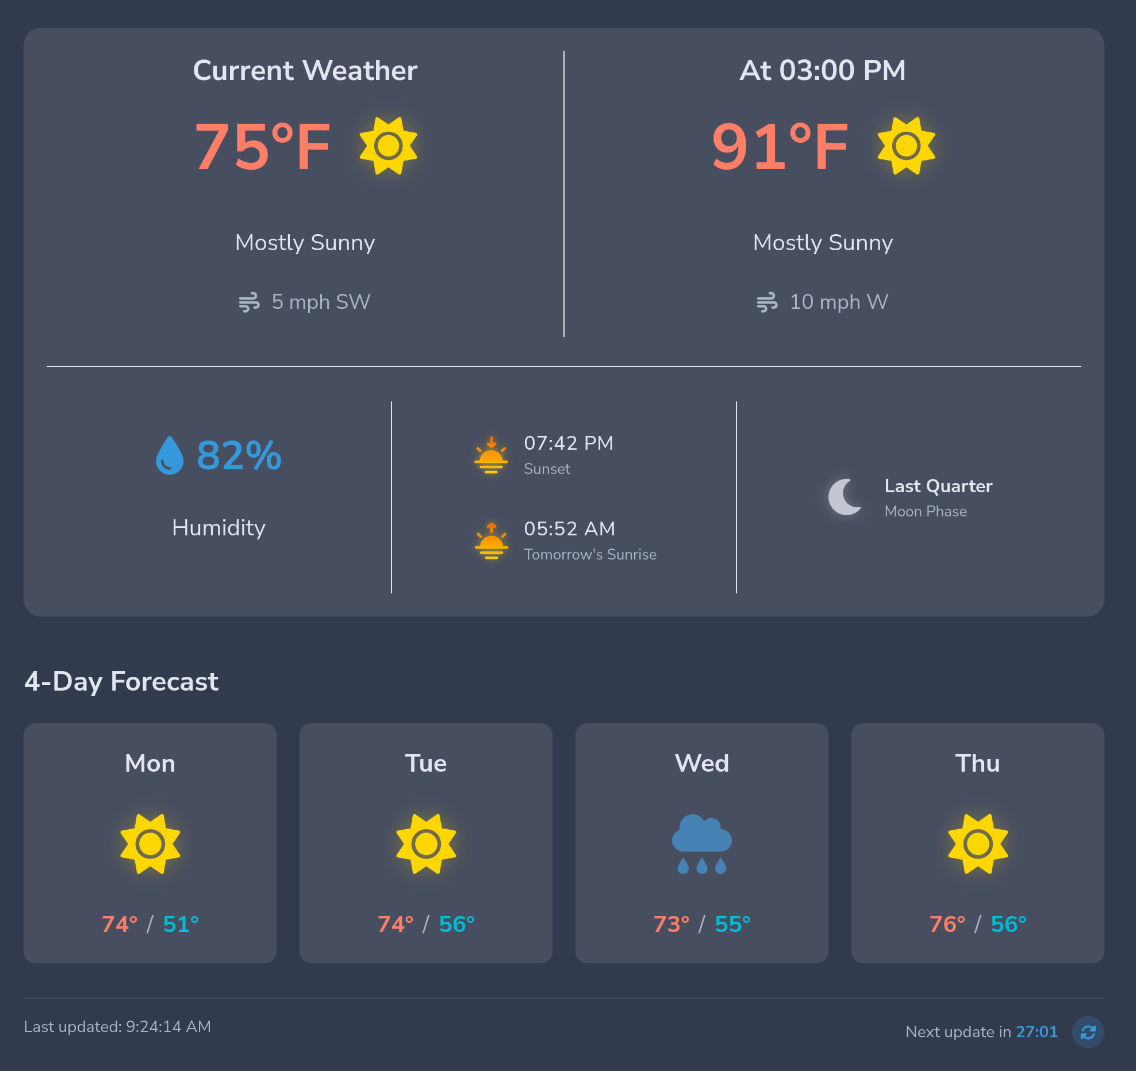 Current Weather
75°F
Mostly Sunny
5 mph SW
At 03:00 PM
91°F
Mostly Sunny
10 mph W
82%
Humidity
07:42 PM
Sunset
05:52 AM
Tomorrow's Sunrise
Last Quarter
Moon Phase
4-Day Forecast
Mon
74° / 51°
Tue
74° / 56°
Wed
73° / 55°
Thu
76° / 56°
Last updated: 9:24:14 AM
Next update in 27:01